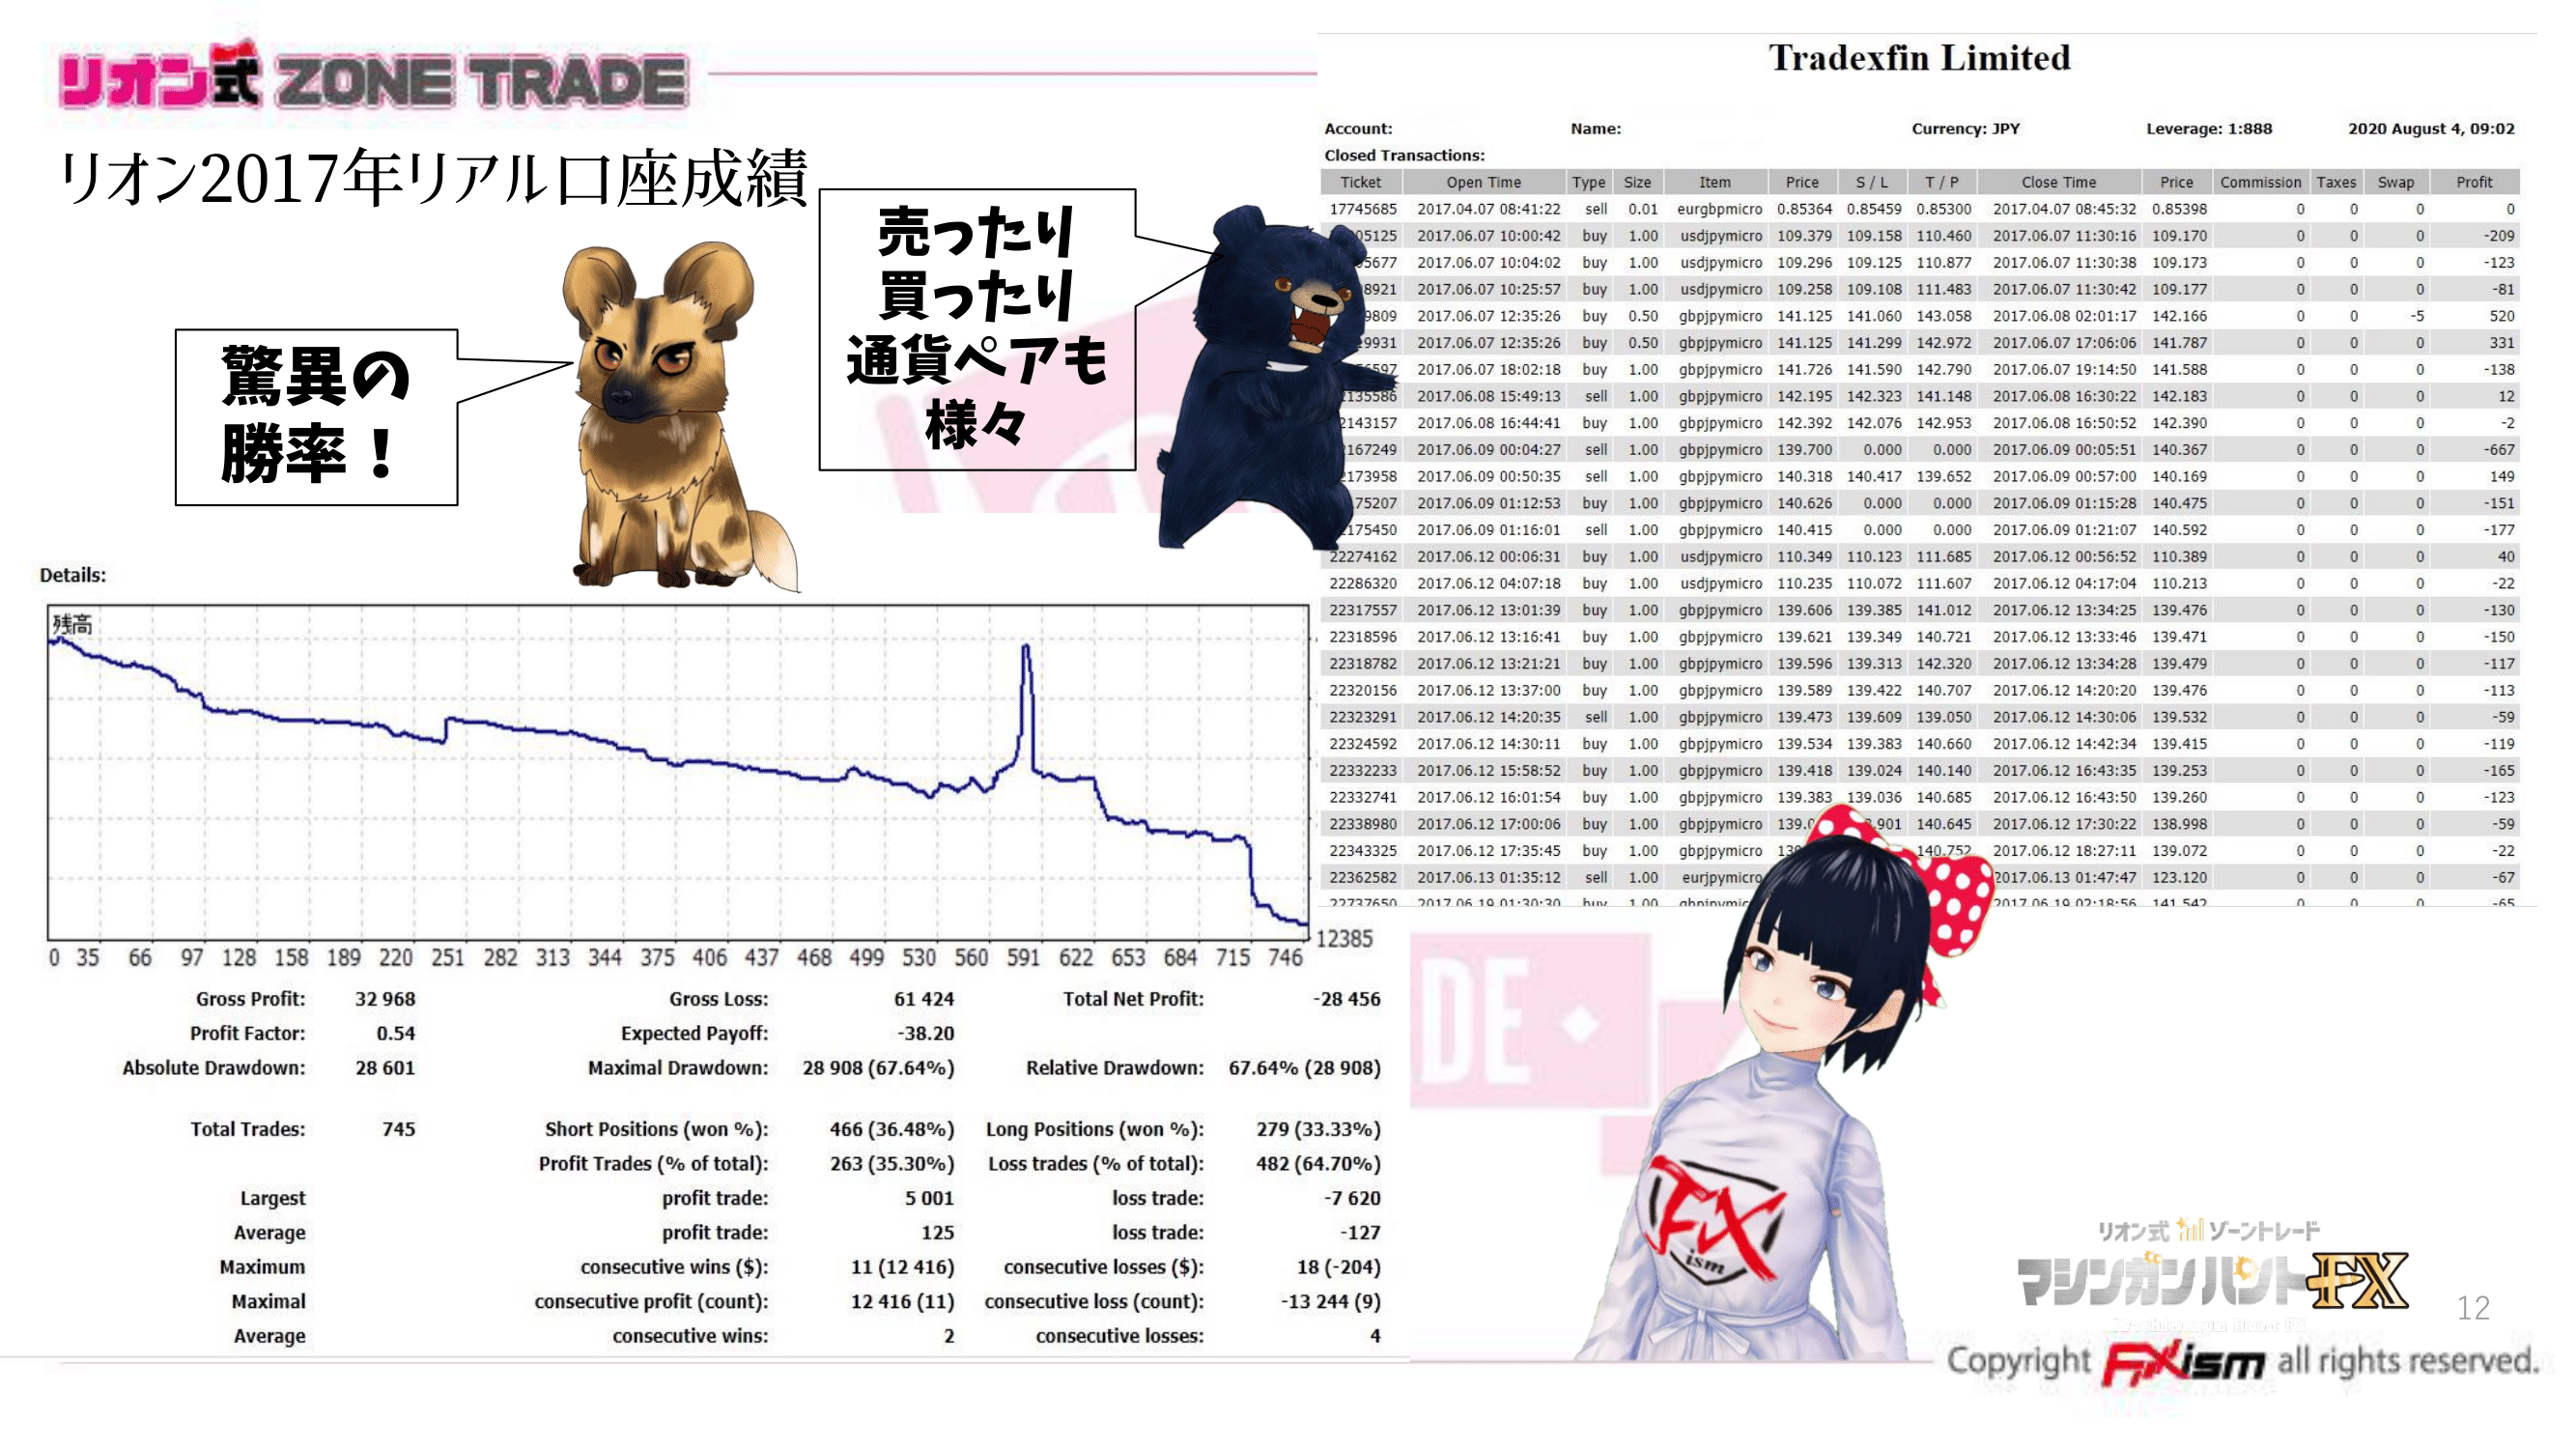 リオン式 ZONE TRADE
リオン2017年リアル口座成績
驚異の
勝率！
売ったり
買ったり
通貨ペアも
様々
Tradexfin Limited
Account: Name: Currency: JPY Leverage: 1:888 2020 August 4, 09:02
Closed Transactions:
Ticket Open Time Type Size Item Price S / L T / P Close Time Price Commission Taxes Swap Profit
17745685 2017.04.07 08:41:22 sell 0.01 eurgbpmicro 0.85364 0.85459 0.85300 2017.04.07 08:45:32 0.85398 0 0 0 0
05125 2017.06.07 10:00:42 buy 1.00 usdjpymicro 109.379 109.158 110.460 2017.06.07 11:30:16 109.170 0 0 0 -209
5677 2017.06.07 10:04:02 buy 1.00 usdjpymicro 109.296 109.125 110.877 2017.06.07 11:30:38 109.173 0 0 0 -123
8921 2017.06.07 10:25:57 buy 1.00 usdjpymicro 109.258 109.108 111.483 2017.06.07 11:30:42 109.177 0 0 0 -81
9809 2017.06.07 12:35:26 buy 0.50 gbpjpymicro 141.125 141.060 143.058 2017.06.08 02:01:17 142.166 0 0 -5 520
9931 2017.06.07 12:35:26 buy 0.50 gbpjpymicro 141.125 141.299 142.972 2017.06.07 17:06:06 141.787 0 0 0 331
597 2017.06.07 18:02:18 buy 1.00 gbpjpymicro 141.726 141.590 142.790 2017.06.07 19:14:50 141.588 0 0 0 -138
2135586 2017.06.08 15:49:13 sell 1.00 gbpjpymicro 142.195 142.323 141.148 2017.06.08 16:30:22 142.183 0 0 0 12
2143157 2017.06.08 16:44:41 buy 1.00 gbpjpymicro 142.392 142.076 142.953 2017.06.08 16:50:52 142.390 0 0 0 -2
2167249 2017.06.09 00:04:27 sell 1.00 gbpjpymicro 139.700 0.000 0.000 2017.06.09 00:05:51 140.367 0 0 0 -667
2173958 2017.06.09 00:50:35 sell 1.00 gbpjpymicro 140.318 140.417 139.652 2017.06.09 00:57:00 140.169 0 0 0 149
75207 2017.06.09 01:12:53 buy 1.00 gbpjpymicro 140.626 0.000 0.000 2017.06.09 01:15:28 140.475 0 0 0 -151
175450 2017.06.09 01:16:01 sell 1.00 gbpjpymicro 140.415 0.000 0.000 2017.06.09 01:21:07 140.592 0 0 0 -177
22274162 2017.06.12 00:06:31 buy 1.00 usdjpymicro 110.349 110.123 111.685 2017.06.12 00:56:52 110.389 0 0 0 40
22286320 2017.06.12 04:07:18 buy 1.00 usdjpymicro 110.235 110.072 111.607 2017.06.12 04:17:04 110.213 0 0 0 -22
22317557 2017.06.12 13:01:39 buy 1.00 gbpjpymicro 139.606 139.385 141.012 2017.06.12 13:34:25 139.476 0 0 0 -130
22318596 2017.06.12 13:16:41 buy 1.00 gbpjpymicro 139.621 139.349 140.721 2017.06.12 13:33:46 139.471 0 0 0 -150
22318782 2017.06.12 13:21:21 buy 1.00 gbpjpymicro 139.596 139.313 142.320 2017.06.12 13:34:28 139.479 0 0 0 -117
22320156 2017.06.12 13:37:00 buy 1.00 gbpjpymicro 139.589 139.422 140.707 2017.06.12 14:20:20 139.476 0 0 0 -113
22323291 2017.06.12 14:20:35 sell 1.00 gbpjpymicro 139.473 139.609 139.050 2017.06.12 14:30:06 139.532 0 0 0 -59
22324592 2017.06.12 14:30:11 buy 1.00 gbpjpymicro 139.534 139.383 140.660 2017.06.12 14:42:34 139.415 0 0 0 -119
22332233 2017.06.12 15:58:52 buy 1.00 gbpjpymicro 139.418 139.024 140.140 2017.06.12 16:43:35 139.253 0 0 0 -165
22332741 2017.06.12 16:01:54 buy 1.00 gbpjpymicro 139.383 139.036 140.685 2017.06.12 16:43:50 139.260 0 0 0 -123
22338980 2017.06.12 17:00:06 buy 1.00 gbpjpymicro 139.0 901 140.645 2017.06.12 17:30:22 138.998 0 0 0 -59
22343325 2017.06.12 17:35:45 buy 1.00 gbpjpymicro 139 140.752 2017.06.12 18:27:11 139.072 0 0 0 -22
22362582 2017.06.13 01:35:12 sell 1.00 eurjpymicro 2017.06.13 01:47:47 123.120 0 0 0 -67
22737650 2017.06.19 01:30:30 buy 1.00 gbpjpymic 2017.06.19 02:18:56 141.542 0 0 0 -65
Details:
残高
12385
0 35 66 97 128 158 189 220 251 282 313 344 375 406 437 468 499 530 560 591 622 653 684 715 746
Gross Profit: 32 968 Gross Loss: 61 424 Total Net Profit: -28 456
Profit Factor: 0.54 Expected Payoff: -38.20
Absolute Drawdown: 28 601 Maximal Drawdown: 28 908 (67.64%) Relative Drawdown: 67.64% (28 908)
Total Trades: 745 Short Positions (won %): 466 (36.48%) Long Positions (won %): 279 (33.33%)
Profit Trades (% of total): 263 (35.30%) Loss trades (% of total): 482 (64.70%)
Largest profit trade: 5 001 loss trade: -7 620
Average profit trade: 125 loss trade: -127
Maximum consecutive wins ($): 11 (12 416) consecutive losses ($): 18 (-204)
Maximal consecutive profit (count): 12 416 (11) consecutive loss (count): -13 244 (9)
Average consecutive wins: 2 consecutive losses: 4
DE
FX
ism
リオン式 ゾーントレード
マシンガンハントFX
12
Copyright FXism all rights reserved.